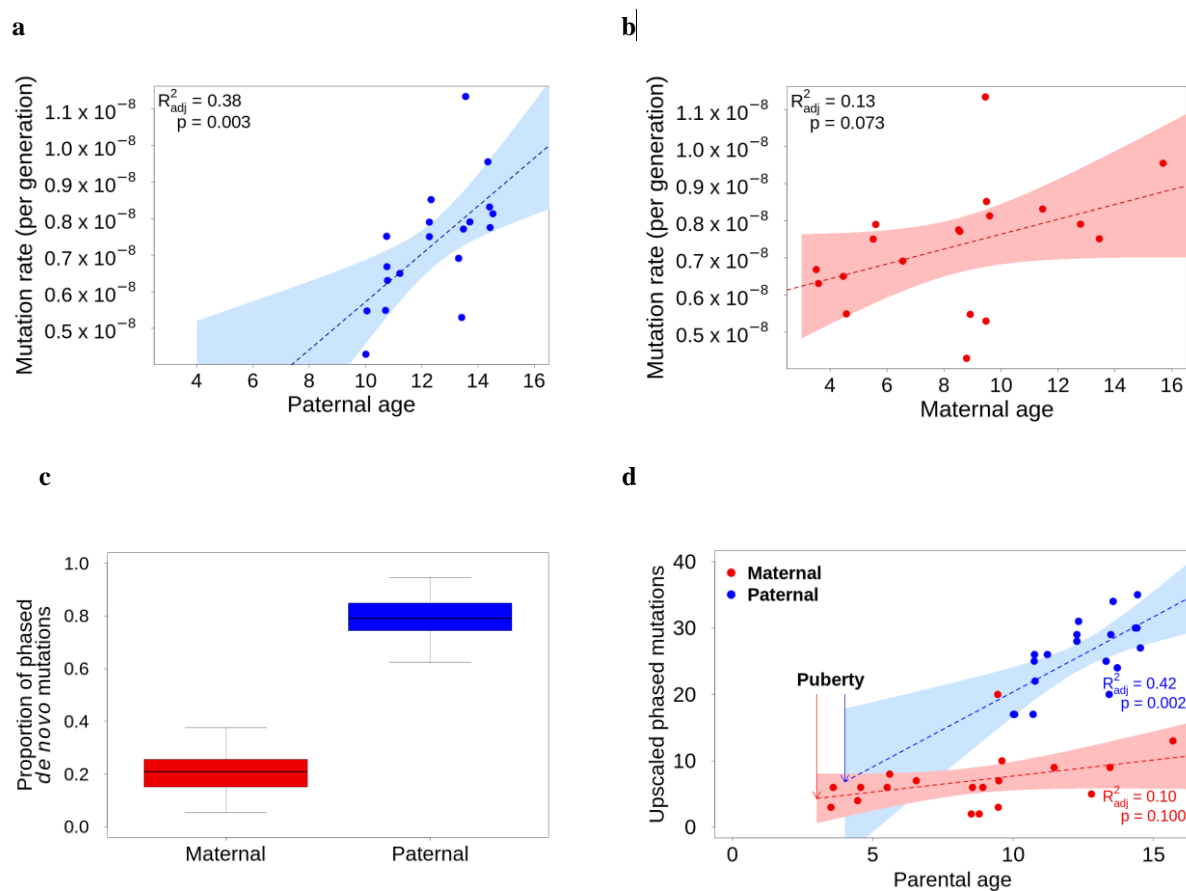 a
R²adj = 0.38
p = 0.003
Mutation rate (per generation)
1.1 x 10⁻⁸
1.0 x 10⁻⁸
0.9 x 10⁻⁸
0.8 x 10⁻⁸
0.7 x 10⁻⁸
0.6 x 10⁻⁸
0.5 x 10⁻⁸
4 6 8 10 12 14 16
Paternal age
b
R²adj = 0.13
p = 0.073
Mutation rate (per generation)
1.1 x 10⁻⁸
1.0 x 10⁻⁸
0.9 x 10⁻⁸
0.8 x 10⁻⁸
0.7 x 10⁻⁸
0.6 x 10⁻⁸
0.5 x 10⁻⁸
4 6 8 10 12 14 16
Maternal age
c
Proportion of phased
de novo mutations
1.0
0.8
0.6
0.4
0.2
0.0
Maternal Paternal
d
Upscaled phased mutations
40
30
20
10
0
Maternal
Paternal
Puberty
R²adj = 0.42
p = 0.002
R²adj = 0.10
p = 0.100
0 5 10 15
Parental age